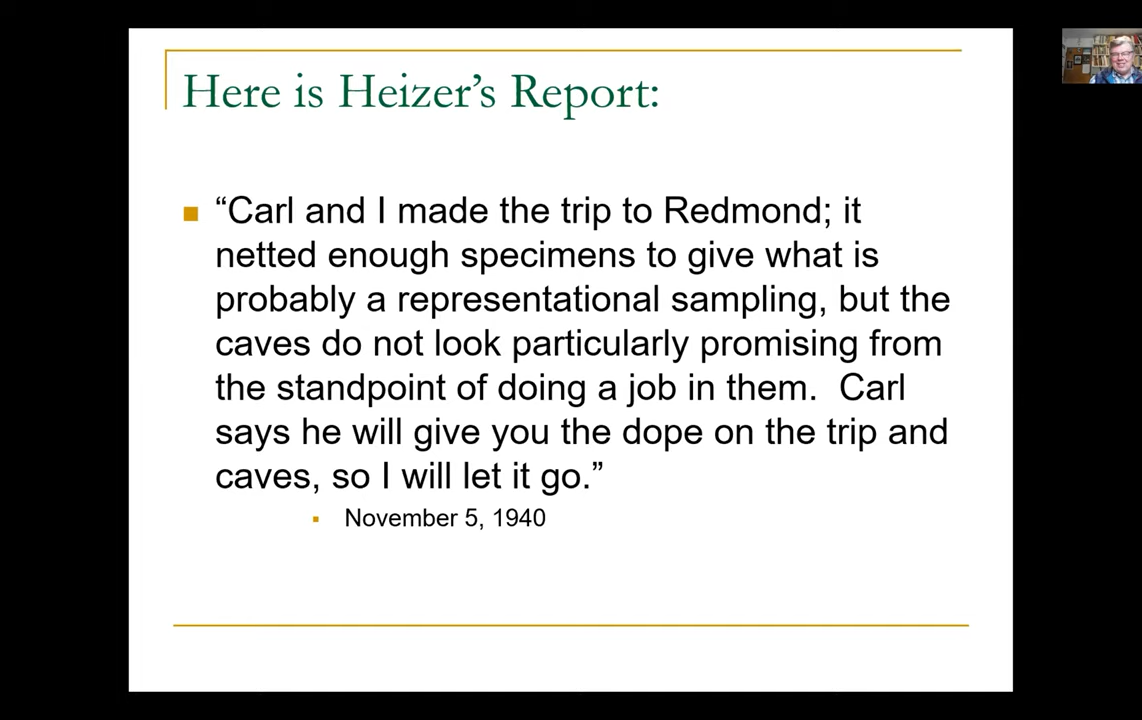 Here is Heizer’s Report:
“Carl and I made the trip to Redmond; it
netted enough specimens to give what is
probably a representational sampling, but the
caves do not look particularly promising from
the standpoint of doing a job in them.  Carl
says he will give you the dope on the trip and
caves, so I will let it go.”
November 5, 1940